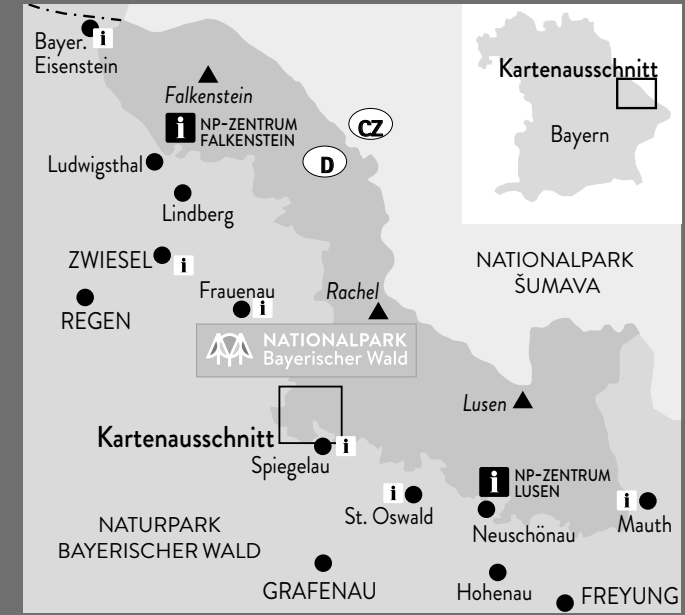 Bayer.
Eisenstein
i
Falkenstein
i
NP-ZENTRUM
FALKENSTEIN
CZ
D
Kartenausschnitt
Bayern
Ludwigsthal
Lindberg
ZWIESEL
i
NATIONALPARK
ŠUMAVA
Frauenau
i
Rachel
REGEN
NATIONALPARK
Bayerischer Wald
Lusen
Kartenausschnitt
i
Spiegelau
i
NP-ZENTRUM
LUSEN
i
St. Oswald
i
Mauth
Neuschönau
NATURPARK
BAYERISCHER WALD
GRAFENAU
Hohenau
FREYUNG